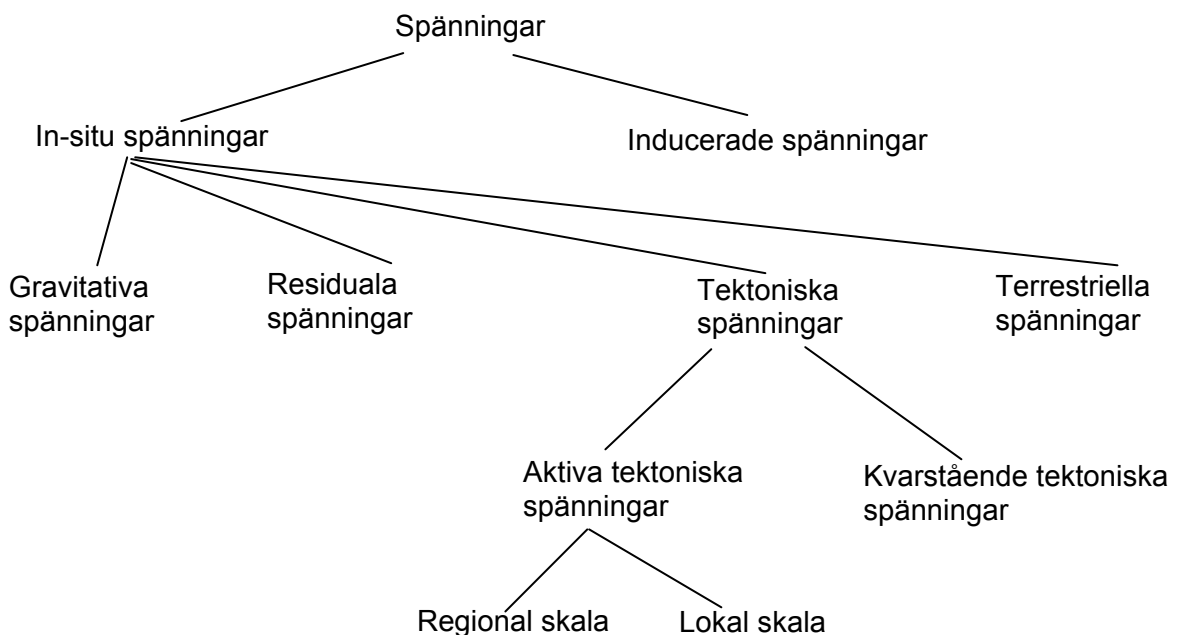 Spänningar
In-situ spänningar
Inducerade spänningar
Gravitativa
spänningar
Residuala
spänningar
Tektoniska
spänningar
Terrestriella
spänningar
Aktiva tektoniska
spänningar
Kvarstående tektoniska
spänningar
Regional skala
Lokal skala